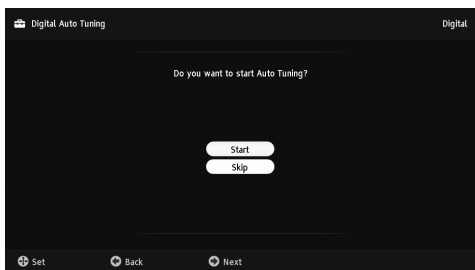 Digital Auto Tuning Digital
Do you want to start Auto Tuning?
Start
Skip
Set Back Next